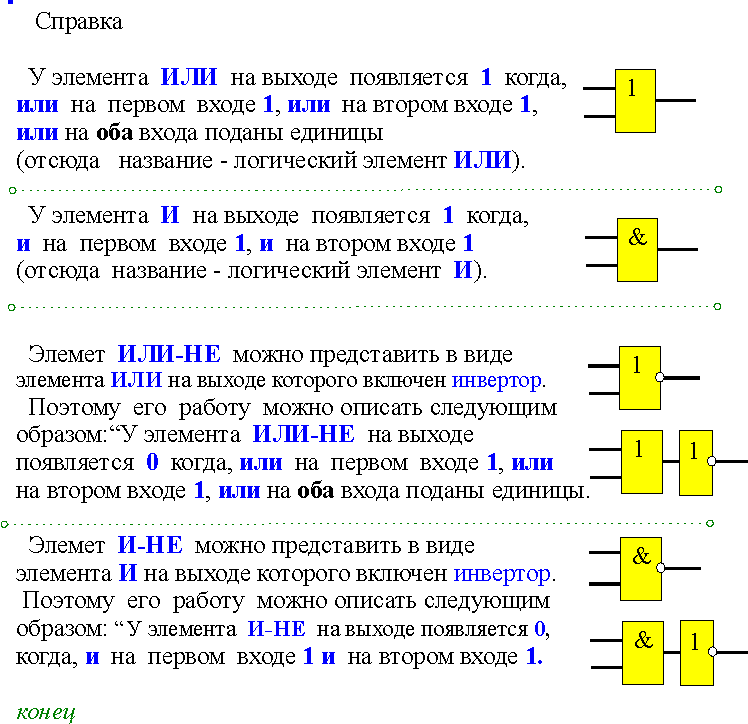 Справка
У элемента ИЛИ на выходе появляется 1 когда,
или на первом входе 1, или на втором входе 1,
или на оба входа поданы единицы
(отсюда название - логический элемент ИЛИ).
1
У элемента И на выходе появляется 1 когда,
и на первом входе 1, и на втором входе 1
(отсюда название - логический элемент И).
&
Элемет ИЛИ-НЕ можно представить в виде
элемента ИЛИ на выходе которого включен инвертор.
Поэтому его работу можно описать следующим
образом:“У элемента ИЛИ-НЕ на выходе
появляется 0 когда, или на первом входе 1, или
на втором входе 1, или на оба входа поданы единицы.
1
1 1
Элемет И-НЕ можно представить в виде
элемента И на выходе которого включен инвертор.
Поэтому его работу можно описать следующим
образом: “У элемента И-НЕ на выходе появляется 0,
когда, и на первом входе 1 и на втором входе 1.
&
& 1
конец